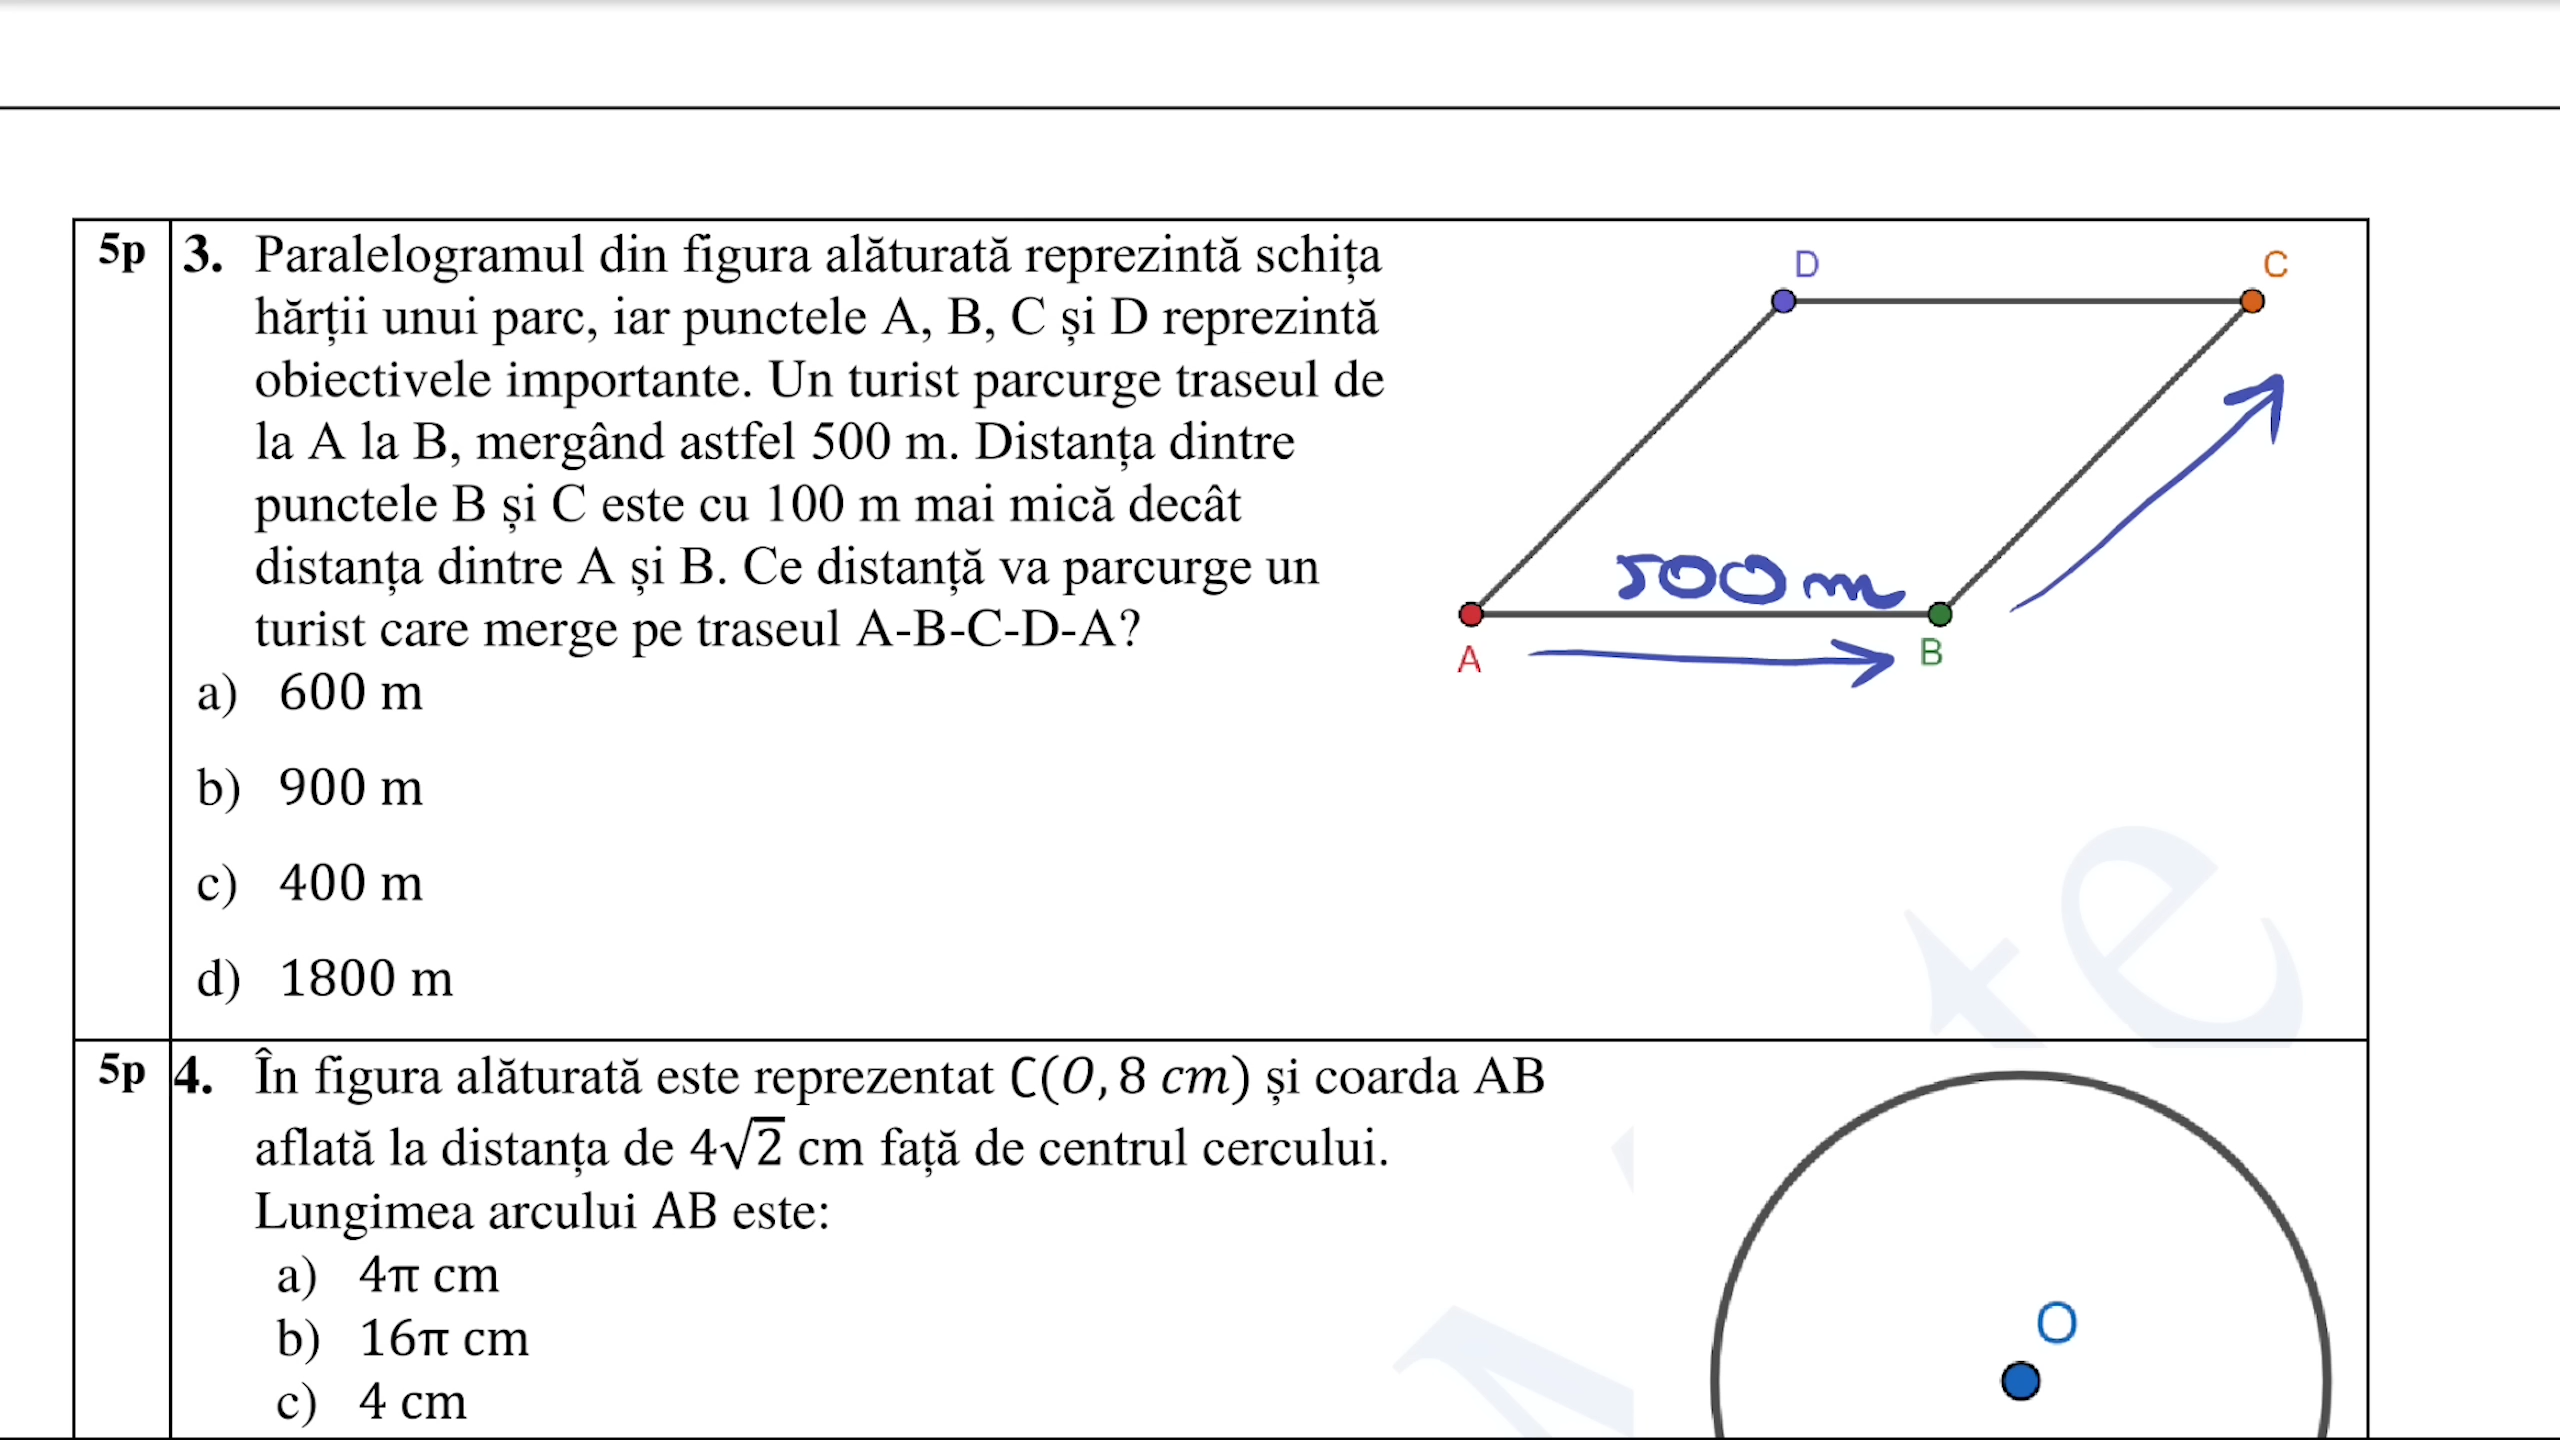 5p
3. Paralelogramul din figura alăturată reprezintă schița
hărții unui parc, iar punctele A, B, C și D reprezintă
obiectivele importante. Un turist parcurge traseul de
la A la B, mergând astfel 500 m. Distanța dintre
punctele B și C este cu 100 m mai mică decât
distanța dintre A și B. Ce distanță va parcurge un
turist care merge pe traseul A-B-C-D-A?
a) 600 m
b) 900 m
c) 400 m
d) 1800 m
D
C
500 m
A
B
5p
4. În figura alăturată este reprezentat C(O, 8 cm) și coarda AB
aflată la distanța de 4√2 cm față de centrul cercului.
Lungimea arcului AB este:
a) 4π cm
b) 16π cm
c) 4 cm
O
te